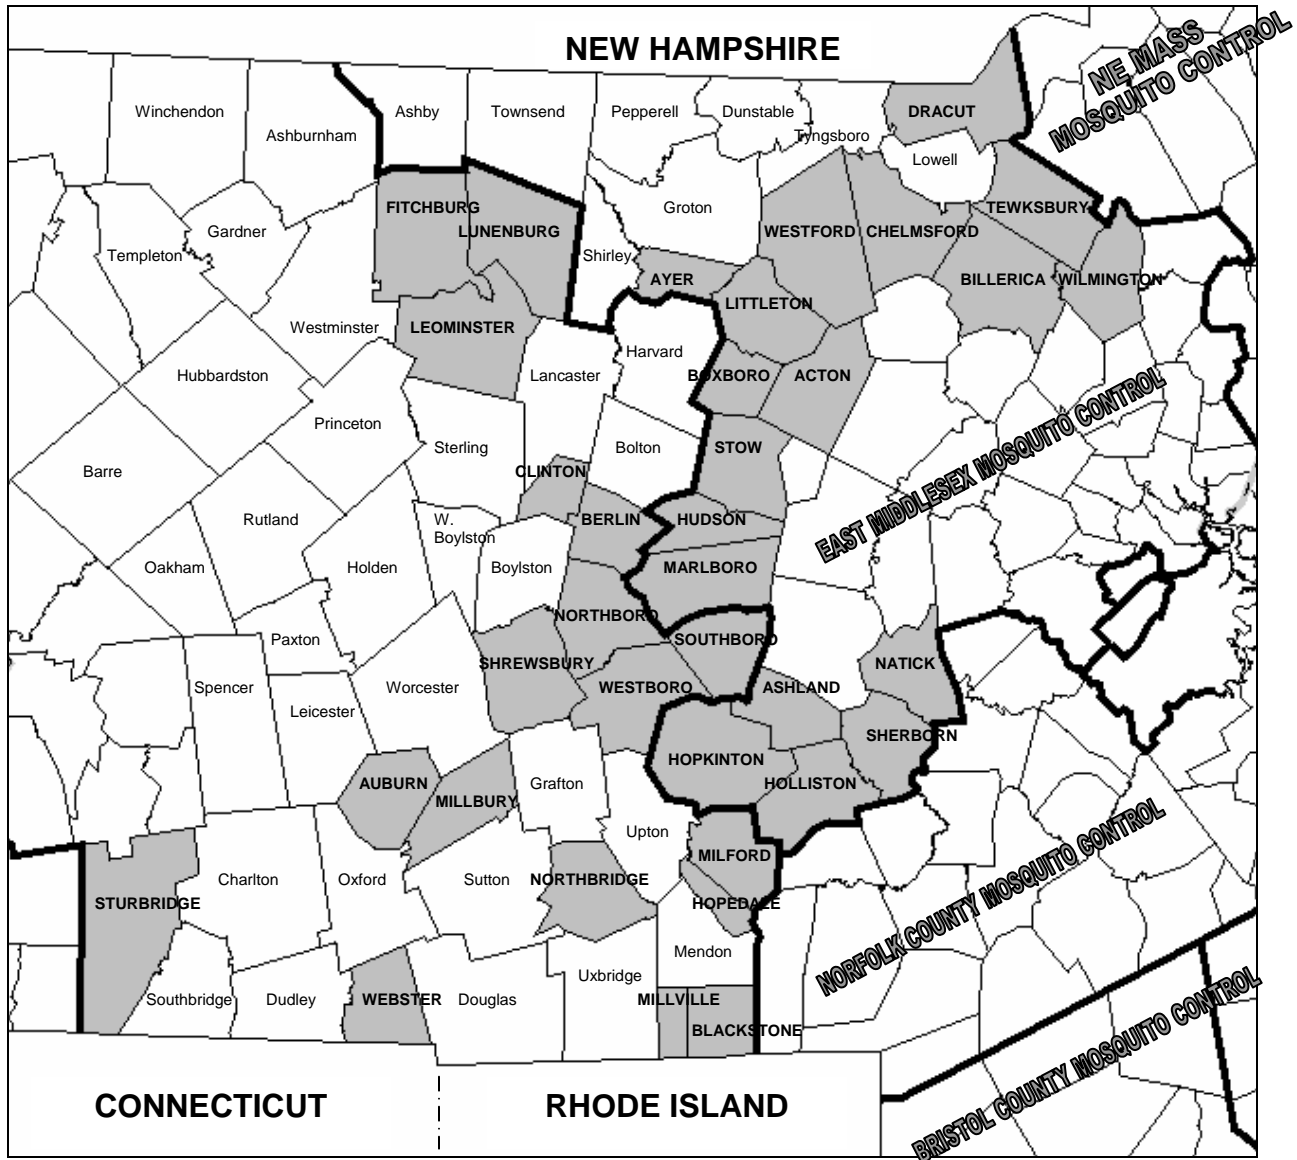 NEW HAMPSHIRE
NE MASS
MOSQUITO CONTROL
Winchendon
Ashburnham
Ashby
Townsend
Pepperell
Dunstable
Tyngsboro
DRACUT
Lowell
Templeton
Gardner
FITCHBURG
LUNENBURG
Groton
Shirley
WESTFORD
CHELMSFORD
TEWKSBURY
AYER
LITTLETON
BILLERICA
WILMINGTON
Westminster
LEOMINSTER
Harvard
Hubbardston
Lancaster
BOXBORO
ACTON
Princeton
Sterling
Bolton
STOW
Barre
CLINTON
EAST MIDDLESEX MOSQUITO CONTROL
Rutland
W.
Boylston
BERLIN
HUDSON
Oakham
Holden
Boylston
MARLBORO
NORTHBORO
Paxton
SOUTHBORO
SHREWSBURY
NATICK
Spencer
Worcester
WESTBORO
ASHLAND
Leicester
SHERBORN
HOPKINTON
AUBURN
MILLBURY
Grafton
HOLLISTON
Upton
MILFORD
NORFOLK COUNTY MOSQUITO CONTROL
Charlton
Oxford
Sutton
NORTHBRIDGE
STURBRIDGE
HOPEDALE
Mendon
Uxbridge
Southbridge
Dudley
WEBSTER
Douglas
MILLVILLE
BLACKSTONE
BRISTOL COUNTY MOSQUITO CONTROL
CONNECTICUT
RHODE ISLAND